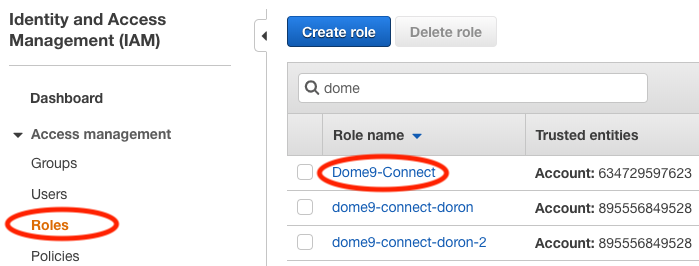 Identity and Access
Management (IAM)
Dashboard
Access management
Groups
Users
Roles
Policies
Create role
Delete role
dome
Role name
Trusted entities
Dome9-Connect
Account: 634729597623
dome9-connect-doron
Account: 895556849528
dome9-connect-doron-2
Account: 895556849528